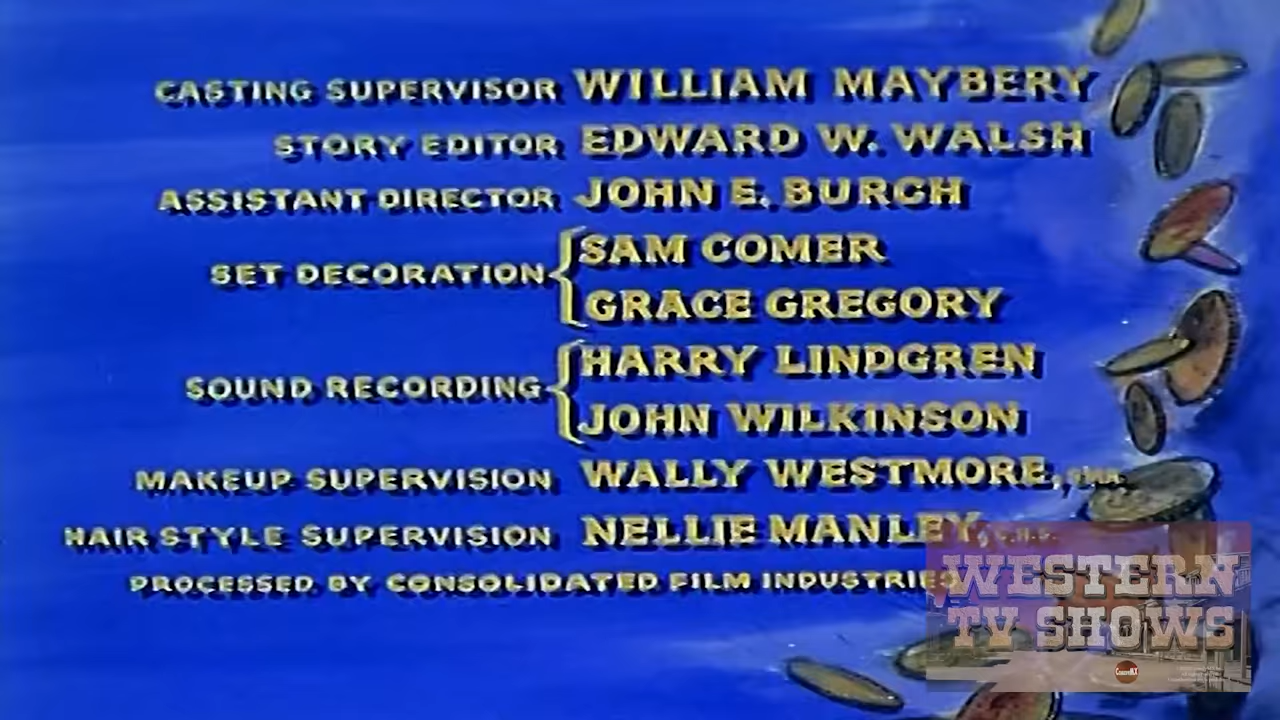 CASTING SUPERVISOR WILLIAM MAYBERY
STORY EDITOR EDWARD W. WALSH
ASSISTANT DIRECTOR JOHN E. BURCH
SET DECORATION SAM COMER
GRACE GREGORY
SOUND RECORDING HARRY LINDGREN
JOHN WILKINSON
MAKEUP SUPERVISION WALLY WESTMORE,
HAIR STYLE SUPERVISION NELLIE MANLEY,
PROCESSED BY CONSOLIDATED FILM INDUSTRIES
WESTERN
TV SHOWS